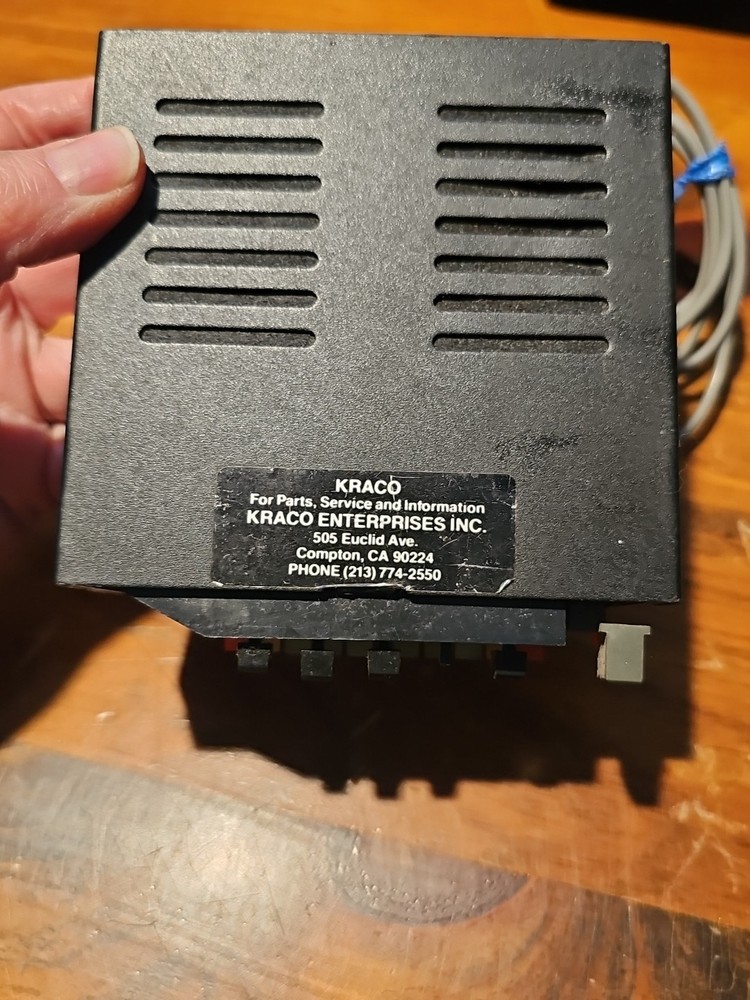 KRACO
For Parts, Service and Information
KRACO ENTERPRISES INC.
505 Euclid Ave.
Compton, CA 90224
PHONE (213) 774-2550